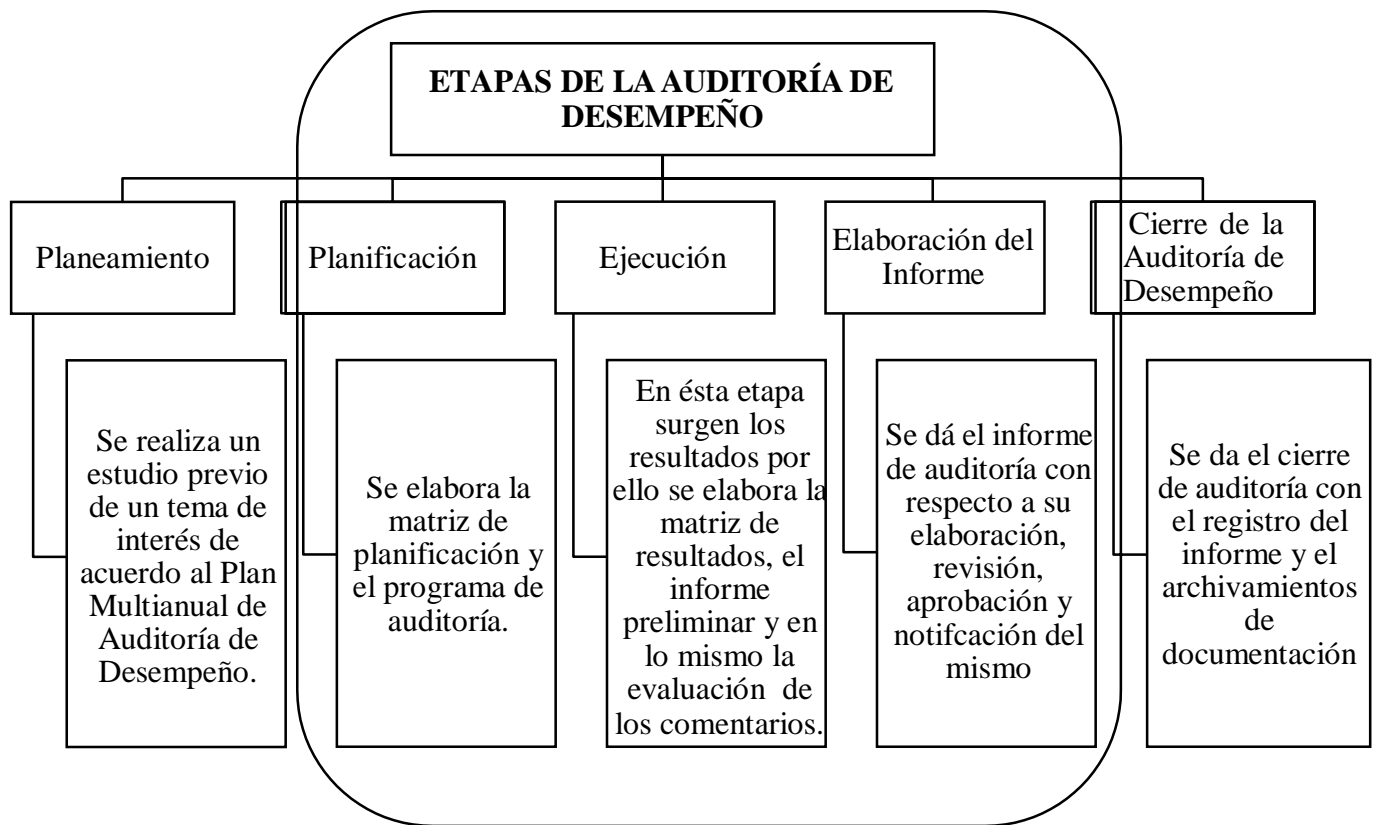 ETAPAS DE LA AUDITORÍA DE
DESEMPEÑO
Planeamiento
Se realiza un
estudio previo
de un tema de
interés de
acuerdo al Plan
Multianual de
Auditoría de
Desempeño.
Planificación
Se elabora la
matriz de
planificación y
el programa de
auditoría.
Ejecución
En ésta etapa
surgen los
resultados por
ello se elabora la
matriz de
resultados, el
informe
preliminar y en
lo mismo la
evaluación de
los comentarios.
Elaboración del
Informe
Se dá el informe
de auditoría con
respecto a su
elaboración,
revisión,
aprobación y
notifcación del
mismo
Cierre de la
Auditoría de
Desempeño
Se da el cierre
de auditoría con
el registro del
informe y el
archivamientos
de
documentación